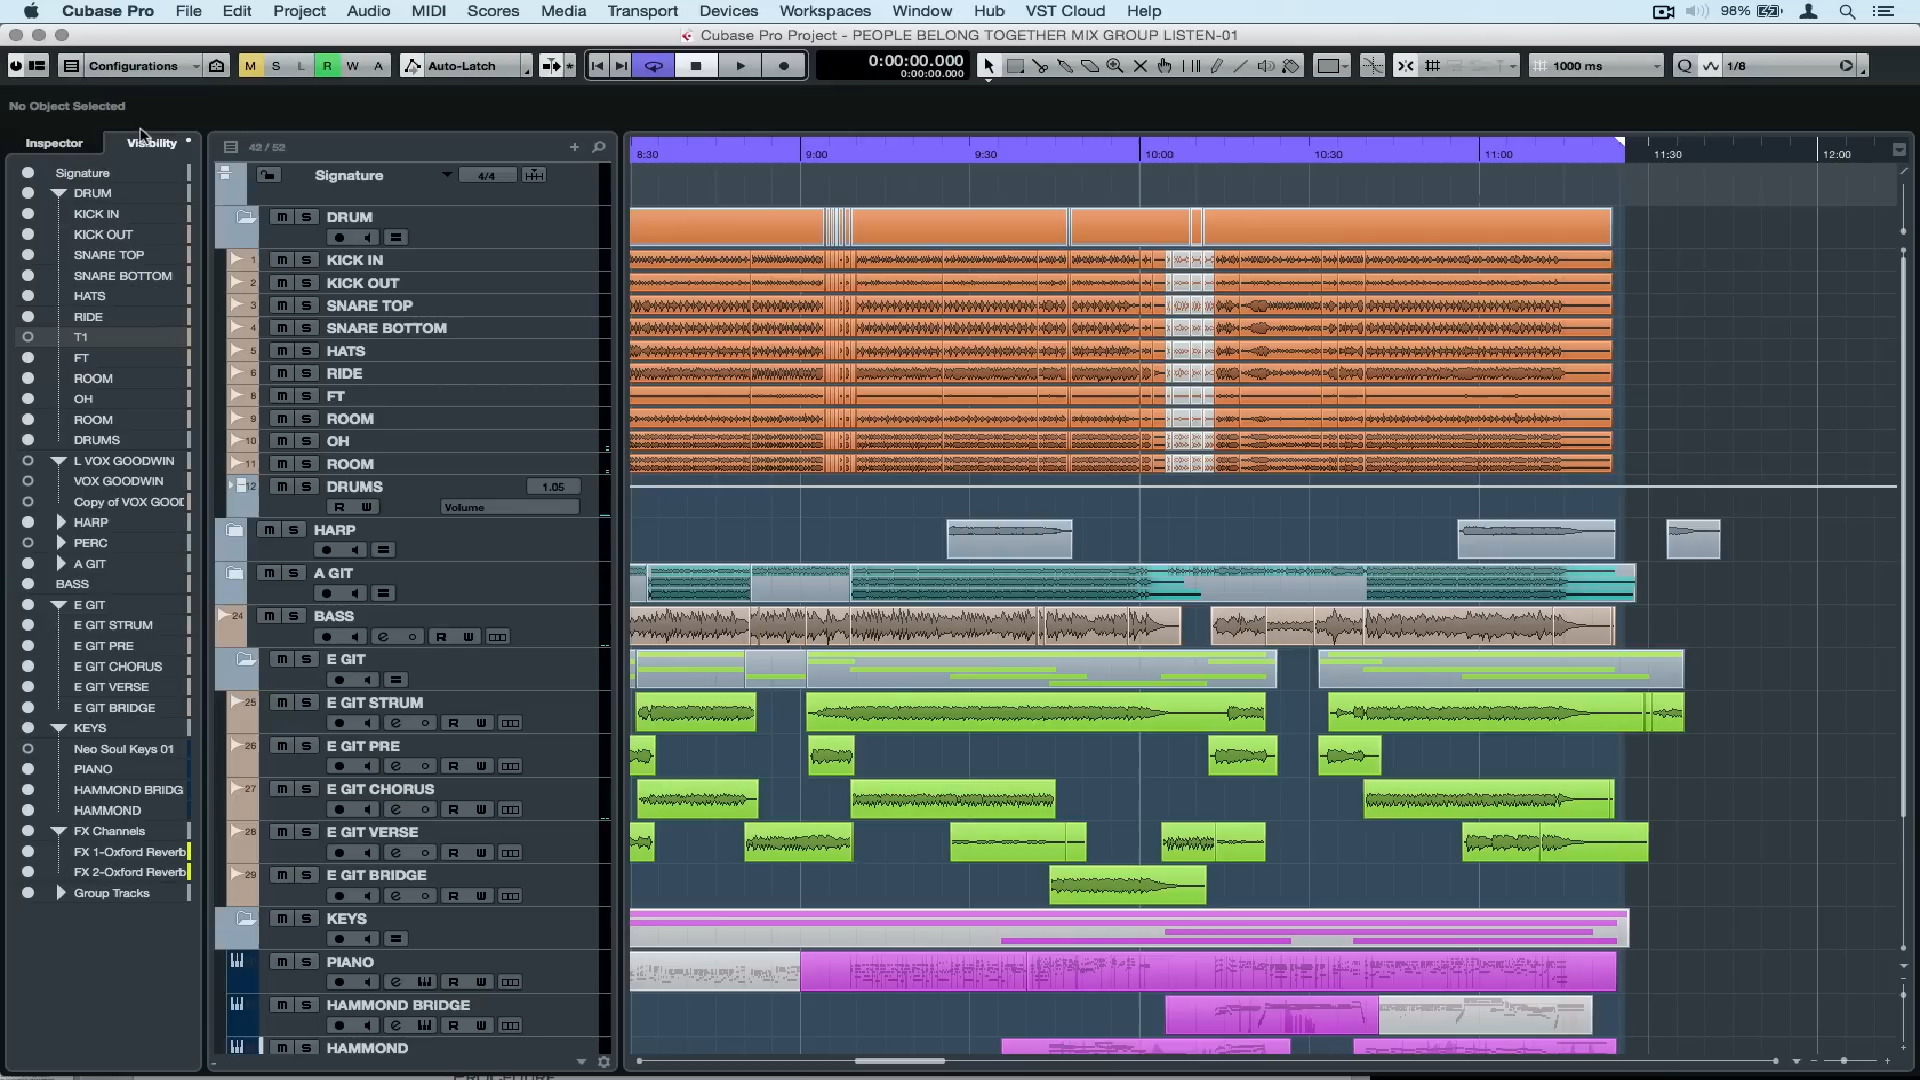 Cubase Pro File Edit Project Audio MIDI Scores Media Transport Devices Workspaces Window Hub VST Cloud Help 98%
Cubase Pro Project - PEOPLE BELONG TOGETHER MIX GROUP LISTEN-01
Configurations M S L R W A Auto-Latch 0:00:00.000 1000 ms Q 1/8
0:00:00.000
No Object Selected
Inspector Visibility
42 / 52
8:30 9:00 9:30 10:00 10:30 11:00 11:30 12:00
Signature
DRUM
KICK IN
KICK OUT
SNARE TOP
SNARE BOTTOM
HATS
RIDE
T1
FT
ROOM
OH
ROOM
DRUMS
L VOX GOODWIN
VOX GOODWIN
Copy of VOX GOOD
HARP
PERC
A GIT
BASS
E GIT
E GIT STRUM
E GIT PRE
E GIT CHORUS
E GIT VERSE
E GIT BRIDGE
KEYS
Neo Soul Keys 01
PIANO
HAMMOND BRIDG
HAMMOND
FX Channels
FX 1-Oxford Reverb
FX 2-Oxford Reverb
Group Tracks
Signature 4/4
m S DRUM
1 m S KICK IN
2 m S KICK OUT
3 m S SNARE TOP
4 m S SNARE BOTTOM
5 m S HATS
6 m S RIDE
8 m S FT
9 m S ROOM
10 m S OH
11 m S ROOM
12 m S DRUMS 1.05
R W Volume
m S HARP
m S A GIT
24 m S BASS
e R W
m S E GIT
25 m S E GIT STRUM
e R W
26 m S E GIT PRE
e R W
27 m S E GIT CHORUS
e R W
28 m S E GIT VERSE
e R W
29 m S E GIT BRIDGE
e R W
m S KEYS
m S PIANO
e R W
m S HAMMOND BRIDGE
e R W
m S HAMMOND